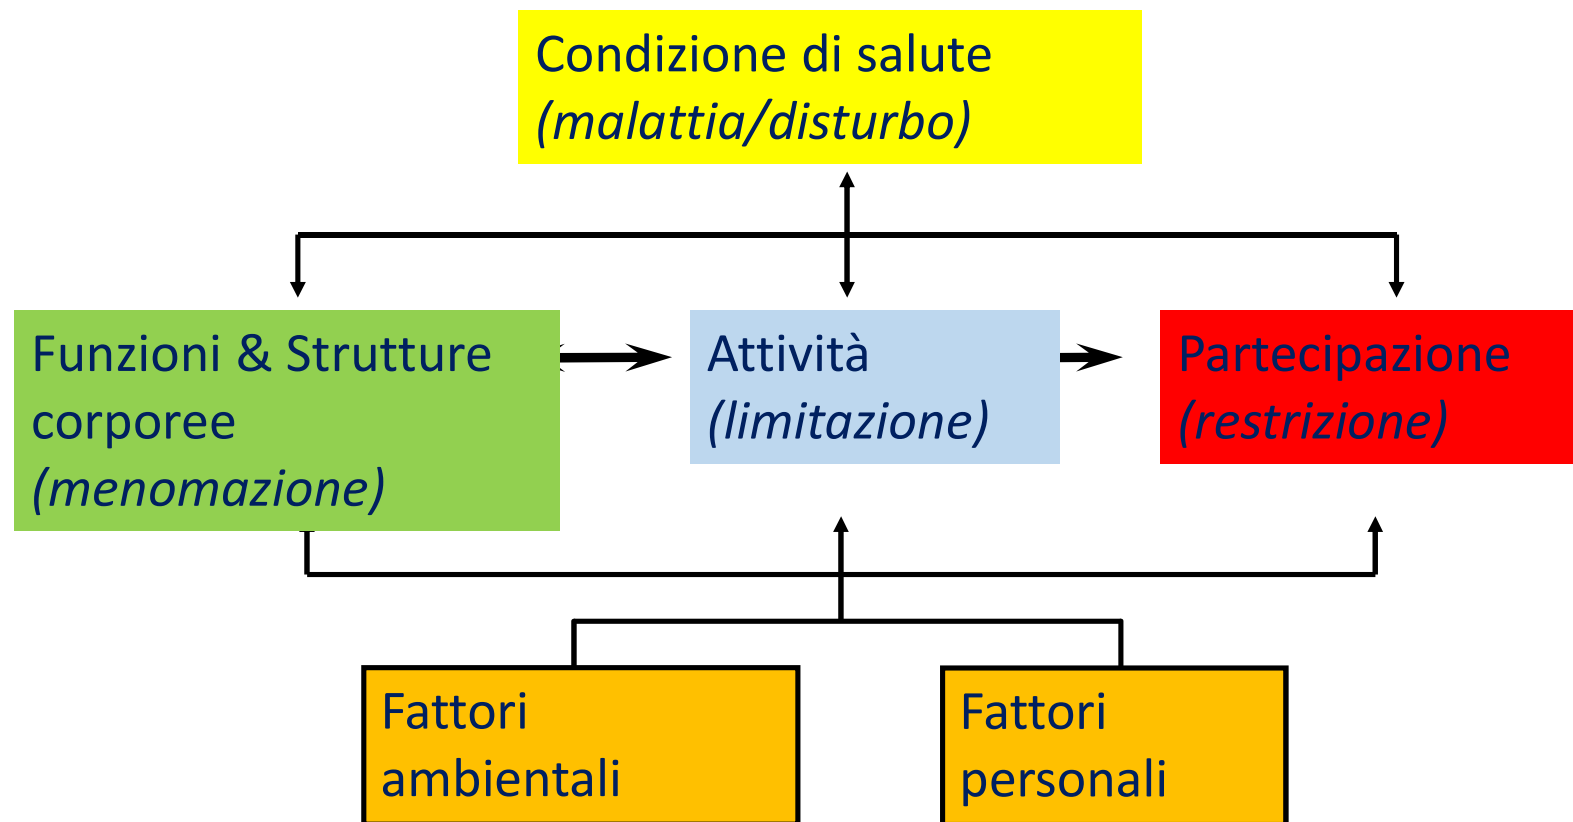 Condizione di salute
(malattia/disturbo)
Funzioni & Strutture
corporee
(menomazione)
Attività
(limitazione)
Partecipazione
(restrizione)
Fattori
ambientali
Fattori
personali